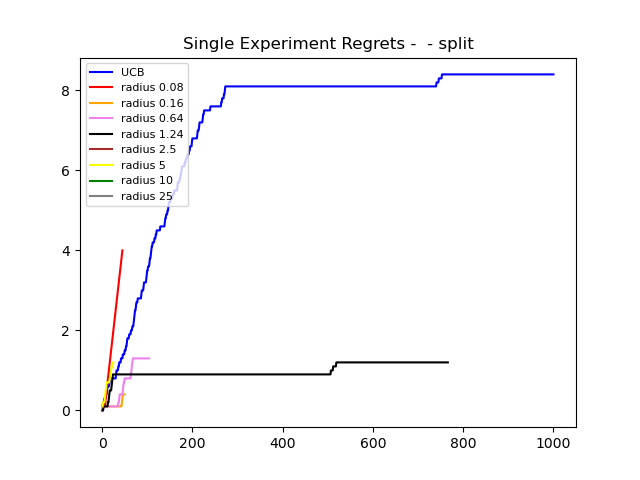 Single Experiment Regrets -  - split
UCB
radius 0.08
radius 0.16
radius 0.64
radius 1.24
radius 2.5
radius 5
radius 10
radius 25
8
6
4
2
0
0 200 400 600 800 1000